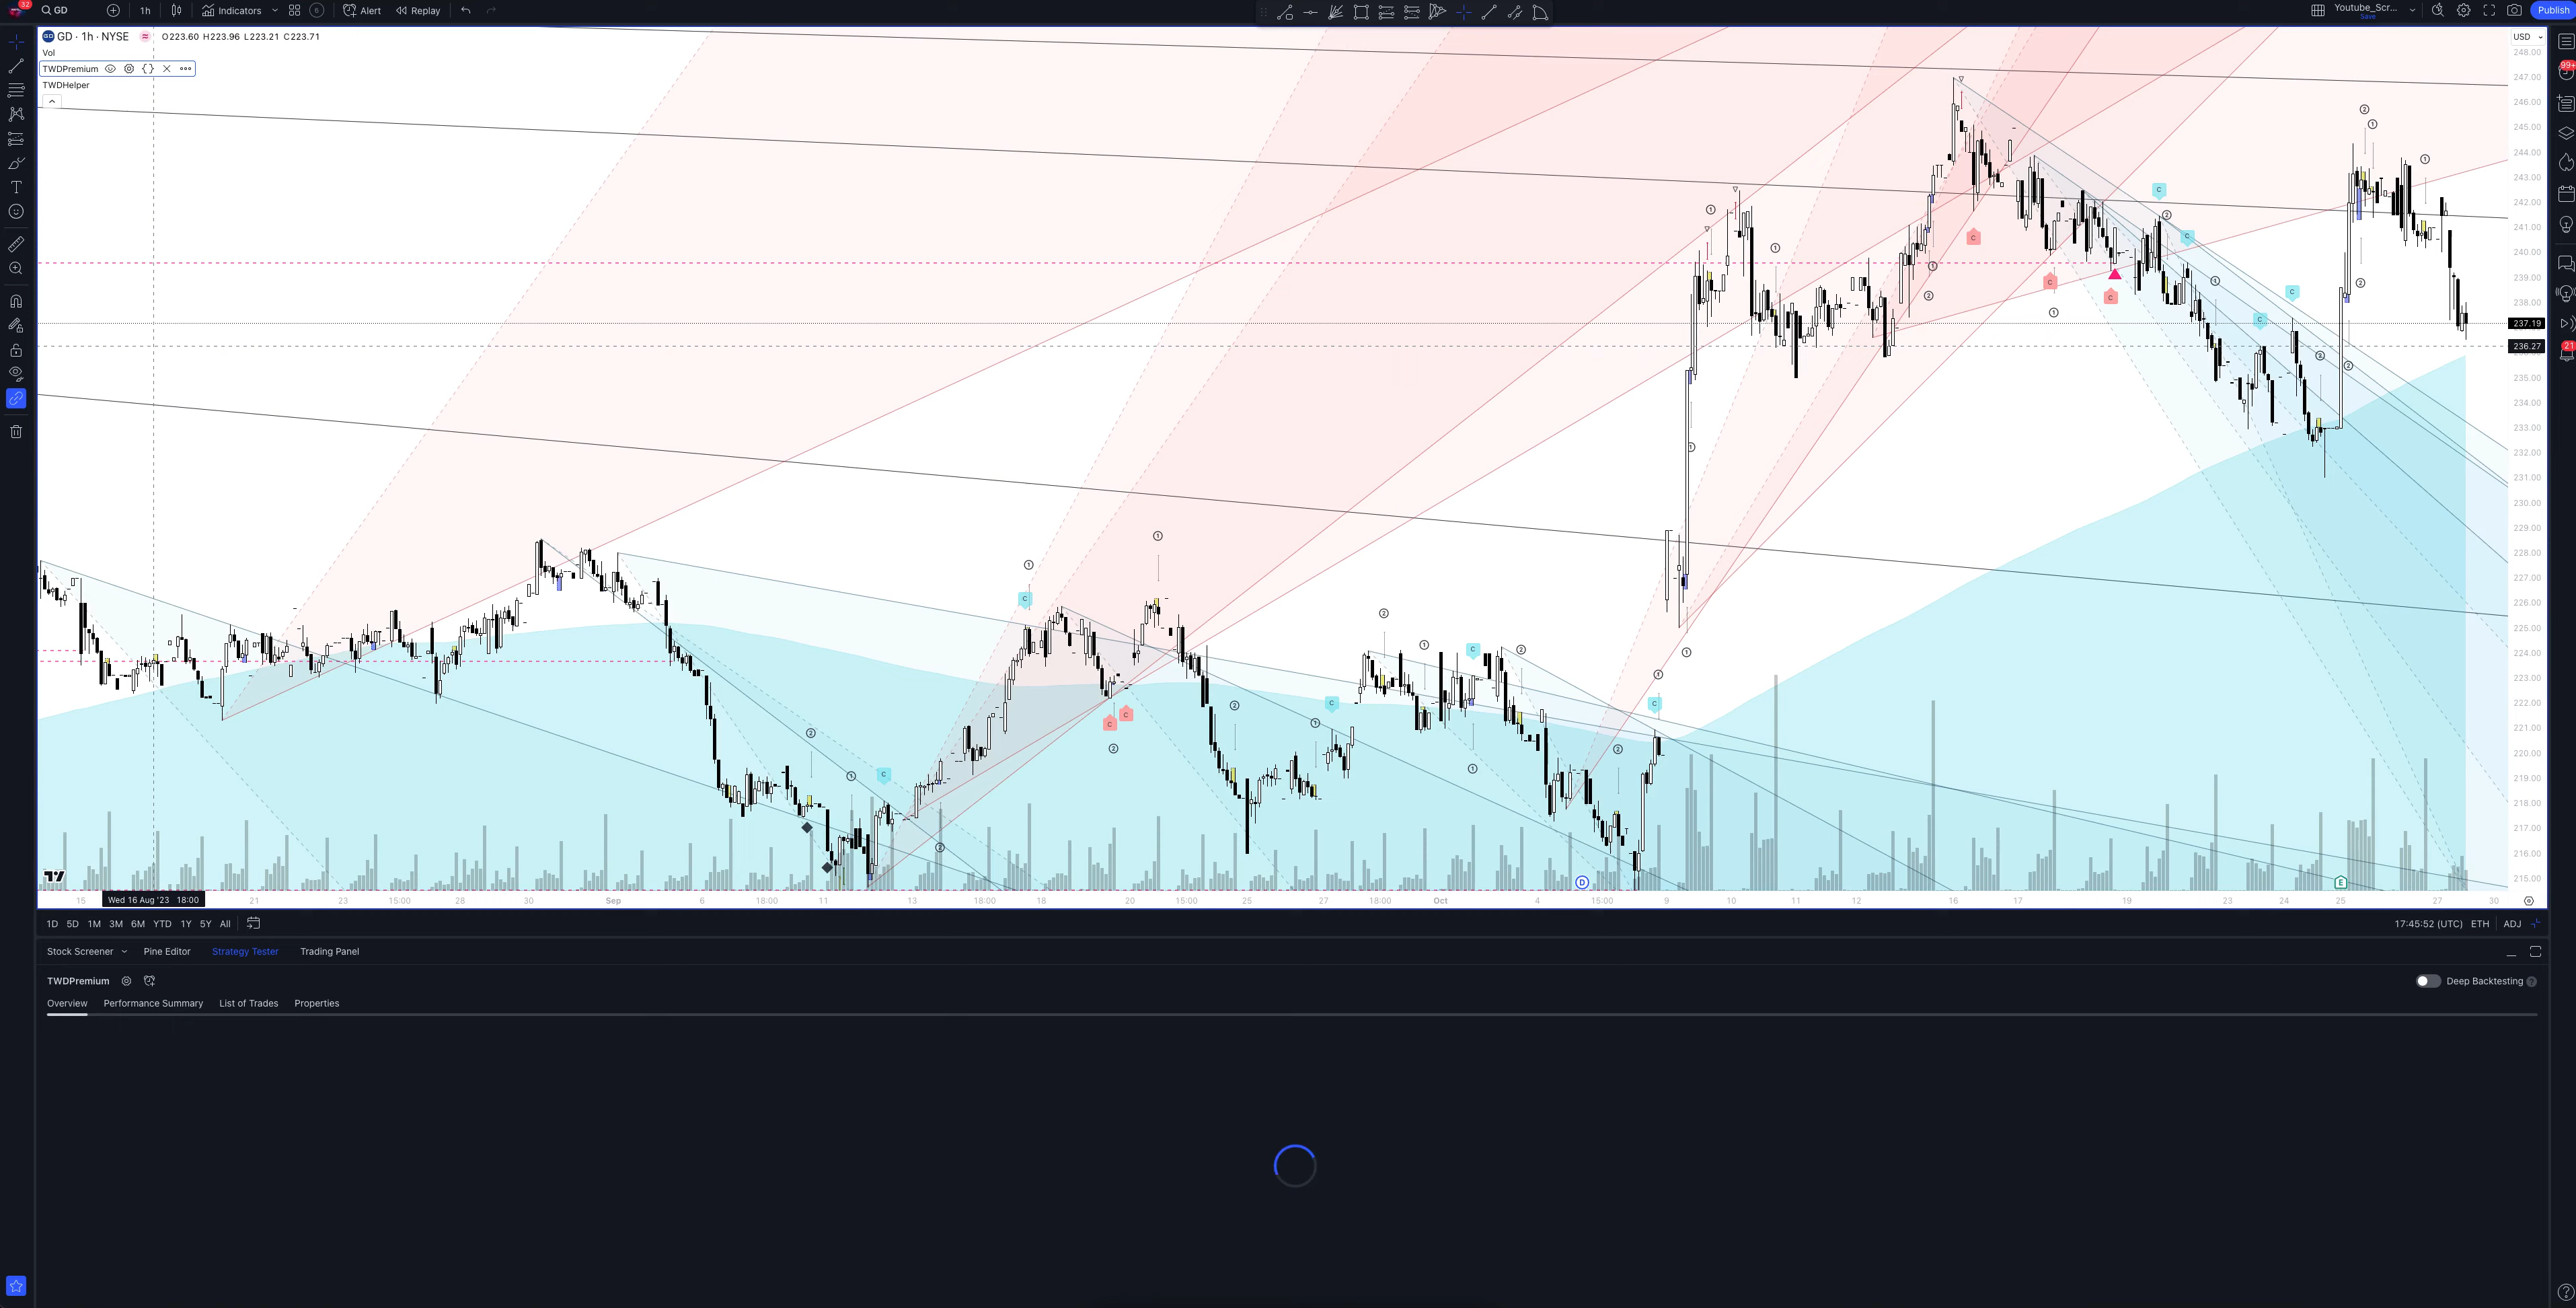 32
GD
1h
Indicators
Alert
Replay
Youtube_Scr...
Save
Publish
GD · 1h · NYSE
O223.60 H223.96 L223.21 C223.71
Vol
TWDPremium
TWDHelper
USD
248.00
247.00
246.00
245.00
244.00
243.00
242.00
241.00
240.00
239.00
238.00
237.19
236.27
235.00
234.00
233.00
232.00
231.00
230.00
229.00
228.00
227.00
226.00
225.00
224.00
223.00
222.00
221.00
220.00
219.00
218.00
217.00
216.00
215.00
99+
21
15
Wed 16 Aug '23 18:00
21
23
15:00
28
30
Sep
6
18:00
11
13
18:00
18
20
15:00
25
27
18:00
Oct
4
15:00
9
10
11
12
16
17
19
23
24
25
27
30
1D 5D 1M 3M 6M YTD 1Y 5Y All
17:45:52 (UTC) ETH ADJ
Stock Screener Pine Editor Strategy Tester Trading Panel
TWDPremium
Deep Backtesting
Overview Performance Summary List of Trades Properties